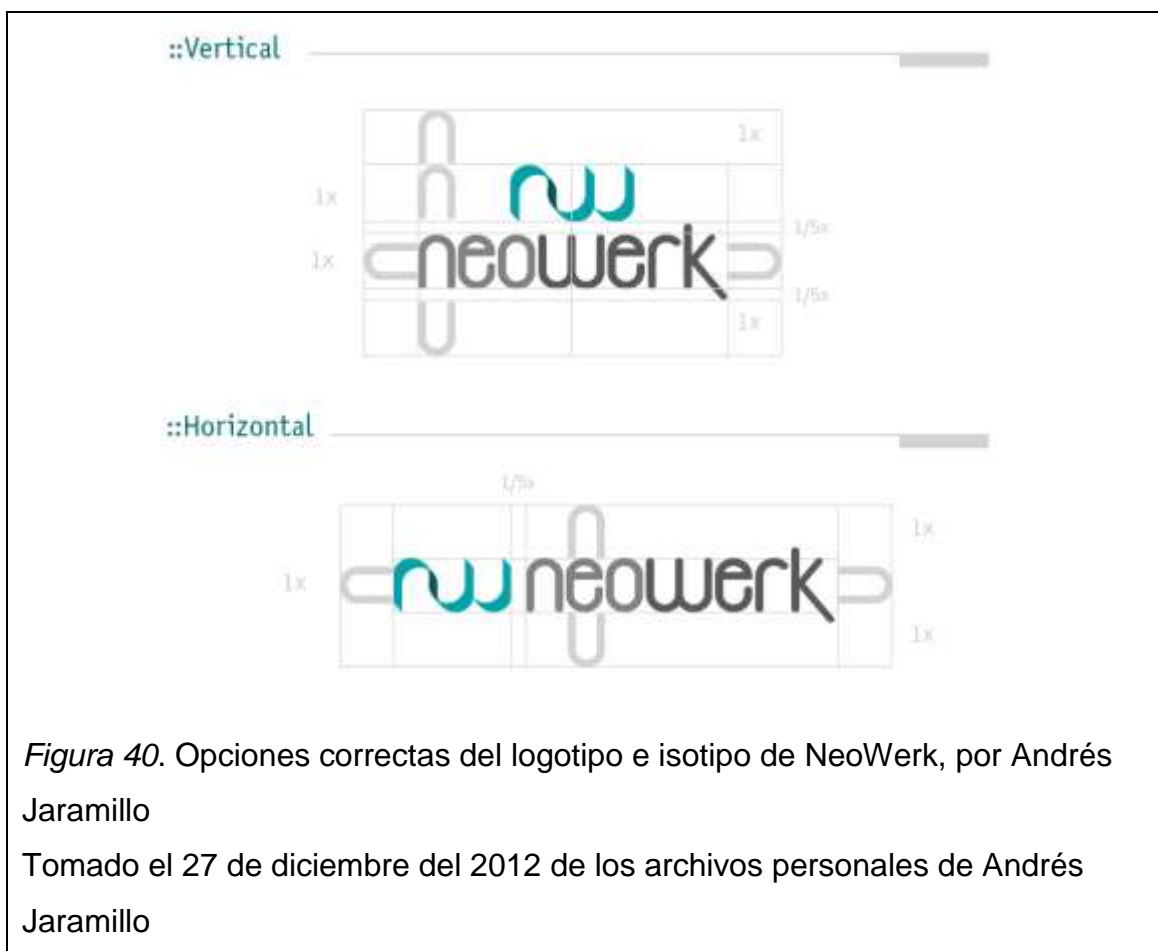 ::Vertical
1x
1x
1/5x
neowerk
1x
1/5x
1x
::Horizontal
1/5x
1x
1x
neowerk
1x
Figura 40. Opciones correctas del logotipo e isotipo de NeoWerk, por Andrés
Jaramillo
Tomado el 27 de diciembre del 2012 de los archivos personales de Andrés
Jaramillo